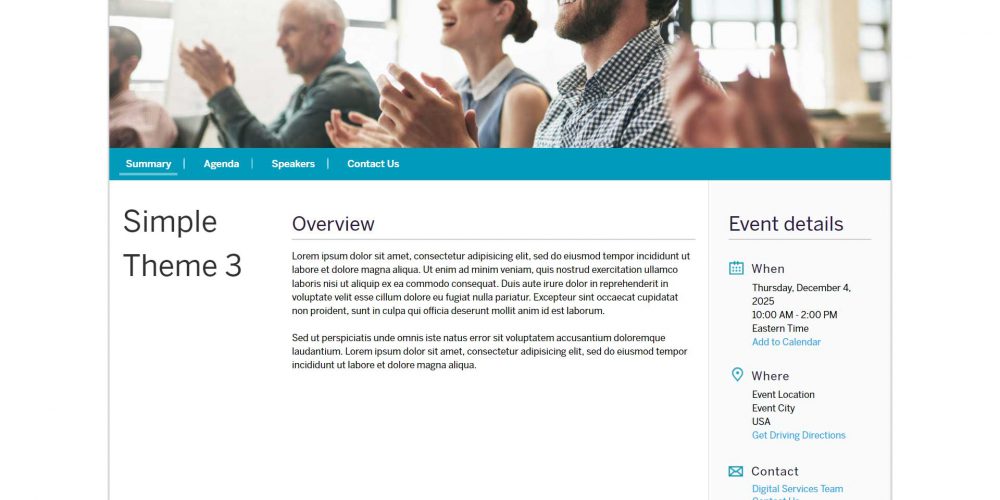 Summary | Agenda | Speakers | Contact Us
Simple
Theme 3
Overview
Lorem ipsum dolor sit amet, consectetur adipisicing elit, sed do eiusmod tempor incididunt ut
labore et dolore magna aliqua. Ut enim ad minim veniam, quis nostrud exercitation ullamco
laboris nisi ut aliquip ex ea commodo consequat. Duis aute irure dolor in reprehenderit in
voluptate velit esse cillum dolore eu fugiat nulla pariatur. Excepteur sint occaecat cupidatat
non proident, sunt in culpa qui officia deserunt mollit anim id est laborum.
Sed ut perspiciatis unde omnis iste natus error sit voluptatem accusantium doloremque
laudantium. Lorem ipsum dolor sit amet, consectetur adipisicing elit, sed do eiusmod tempor
incididunt ut labore et dolore magna aliqua.
Event details
When
Thursday, December 4,
2025
10:00 AM - 2:00 PM
Eastern Time
Add to Calendar
Where
Event Location
Event City
USA
Get Driving Directions
Contact
Digital Services Team
Contact Us